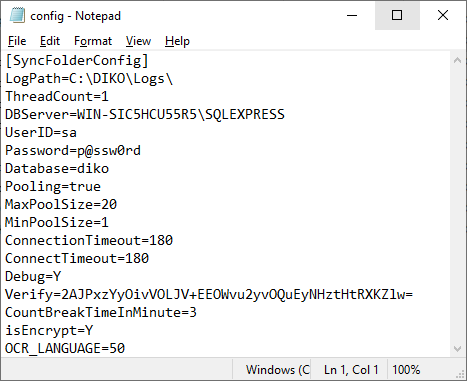 config - Notepad
File Edit Format View Help
[SyncFolderConfig]
LogPath=C:\DIKO\Logs\
ThreadCount=1
DBServer=WIN-SIC5HCU55R5\SQLEXPRESS
UserID=sa
Password=p@ssw0rd
Database=diko
Pooling=true
MaxPoolSize=20
MinPoolSize=1
ConnectionTimeout=180
ConnectTimeout=180
Debug=Y
Verify=2AJPxzYyOivVOLJV+EEOWvu2yvOQuEyNHztHtRXKZlw=
CountBreakTimeInMinute=3
isEncrypt=Y
OCR_LANGUAGE=50
Windows (C Ln 1, Col 1 100%